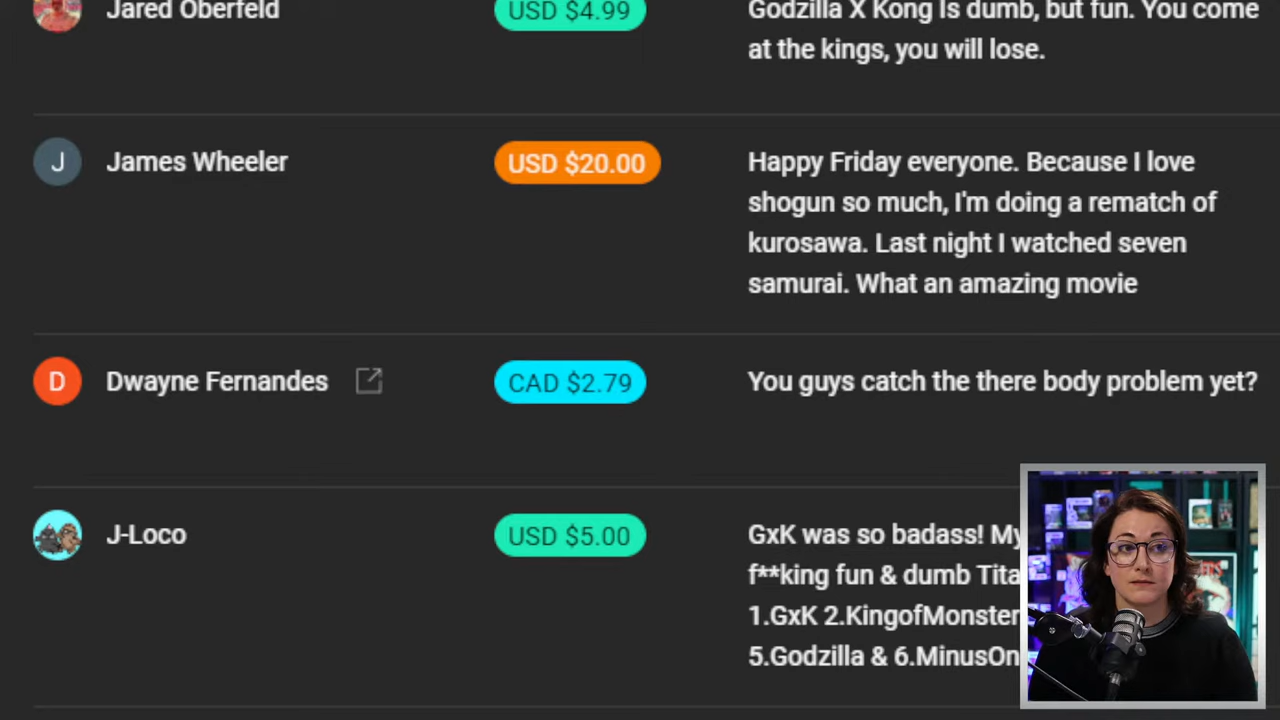 Jared Oberfeld
USD $4.99
Godzilla X Kong Is dumb, but fun. You come
at the kings, you will lose.
J
James Wheeler
USD $20.00
Happy Friday everyone. Because I love
shogun so much, I'm doing a rematch of
kurosawa. Last night I watched seven
samurai. What an amazing movie
D
Dwayne Fernandes
CAD $2.79
You guys catch the there body problem yet?
J-Loco
USD $5.00
GxK was so badass! My
f**king fun & dumb Tita
1.GxK 2.KingofMonster
5.Godzilla & 6.MinusOn